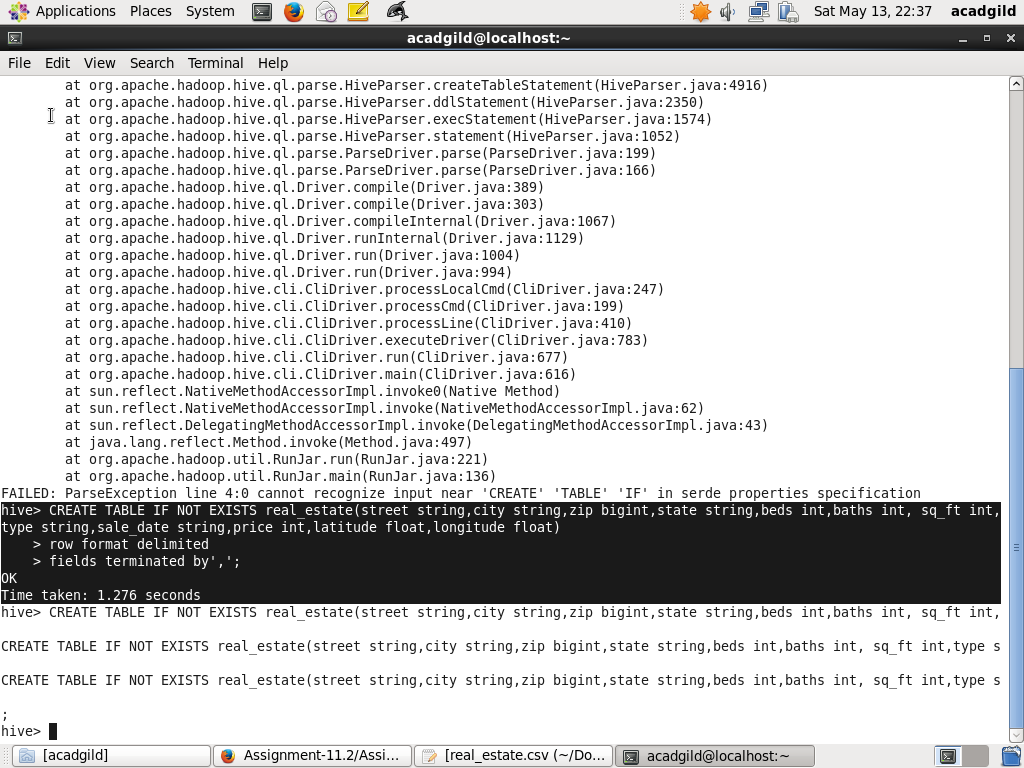 Applications Places System Sat May 13, 22:37 acadgild
acadgild@localhost:~
File Edit View Search Terminal Help
at org.apache.hadoop.hive.ql.parse.HiveParser.createTableStatement(HiveParser.java:4916)
at org.apache.hadoop.hive.ql.parse.HiveParser.ddlStatement(HiveParser.java:2350)
at org.apache.hadoop.hive.ql.parse.HiveParser.execStatement(HiveParser.java:1574)
at org.apache.hadoop.hive.ql.parse.HiveParser.statement(HiveParser.java:1052)
at org.apache.hadoop.hive.ql.parse.ParseDriver.parse(ParseDriver.java:199)
at org.apache.hadoop.hive.ql.parse.ParseDriver.parse(ParseDriver.java:166)
at org.apache.hadoop.hive.ql.Driver.compile(Driver.java:389)
at org.apache.hadoop.hive.ql.Driver.compile(Driver.java:303)
at org.apache.hadoop.hive.ql.Driver.compileInternal(Driver.java:1067)
at org.apache.hadoop.hive.ql.Driver.runInternal(Driver.java:1129)
at org.apache.hadoop.hive.ql.Driver.run(Driver.java:1004)
at org.apache.hadoop.hive.ql.Driver.run(Driver.java:994)
at org.apache.hadoop.hive.cli.CliDriver.processLocalCmd(CliDriver.java:247)
at org.apache.hadoop.hive.cli.CliDriver.processCmd(CliDriver.java:199)
at org.apache.hadoop.hive.cli.CliDriver.processLine(CliDriver.java:410)
at org.apache.hadoop.hive.cli.CliDriver.executeDriver(CliDriver.java:783)
at org.apache.hadoop.hive.cli.CliDriver.run(CliDriver.java:677)
at org.apache.hadoop.hive.cli.CliDriver.main(CliDriver.java:616)
at sun.reflect.NativeMethodAccessorImpl.invoke0(Native Method)
at sun.reflect.NativeMethodAccessorImpl.invoke(NativeMethodAccessorImpl.java:62)
at sun.reflect.DelegatingMethodAccessorImpl.invoke(DelegatingMethodAccessorImpl.java:43)
at java.lang.reflect.Method.invoke(Method.java:497)
at org.apache.hadoop.util.RunJar.run(RunJar.java:221)
at org.apache.hadoop.util.RunJar.main(RunJar.java:136)
FAILED: ParseException line 4:0 cannot recognize input near 'CREATE' 'TABLE' 'IF' in serde properties specification
hive> CREATE TABLE IF NOT EXISTS real_estate(street string,city string,zip bigint,state string,beds int,baths int, sq_ft int,
type string,sale_date string,price int,latitude float,longitude float)
> row format delimited
> fields terminated by',';
OK
Time taken: 1.276 seconds
hive> CREATE TABLE IF NOT EXISTS real_estate(street string,city string,zip bigint,state string,beds int,baths int, sq_ft int,
CREATE TABLE IF NOT EXISTS real_estate(street string,city string,zip bigint,state string,beds int,baths int, sq_ft int,type s
CREATE TABLE IF NOT EXISTS real_estate(street string,city string,zip bigint,state string,beds int,baths int, sq_ft int,type s
;
hive>
[acadgild] Assignment-11.2/Assi... [real_estate.csv (~/Do... acadgild@localhost:~